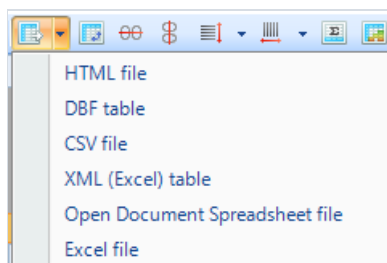 HTML file
DBF table
CSV file
XML (Excel) table
Open Document Spreadsheet file
Excel file